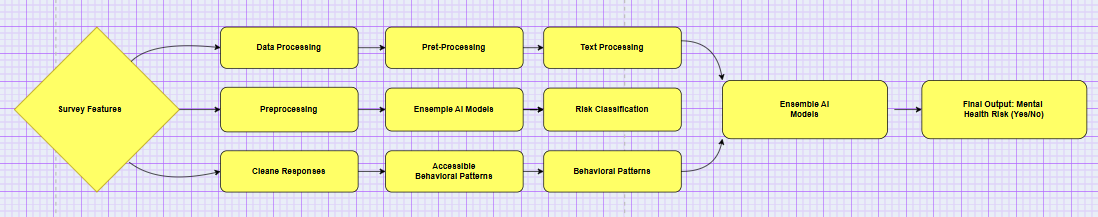 Survey Features
Data Processing
Pret-Processing
Text Processing
Preprocessing
Ensemple AI Models
Risk Classification
Cleane Responses
Accessible
Behavioral Patterns
Behavioral Patterns
Ensemble AI
Models
Final Output: Mental
Health Risk (Yes/No)